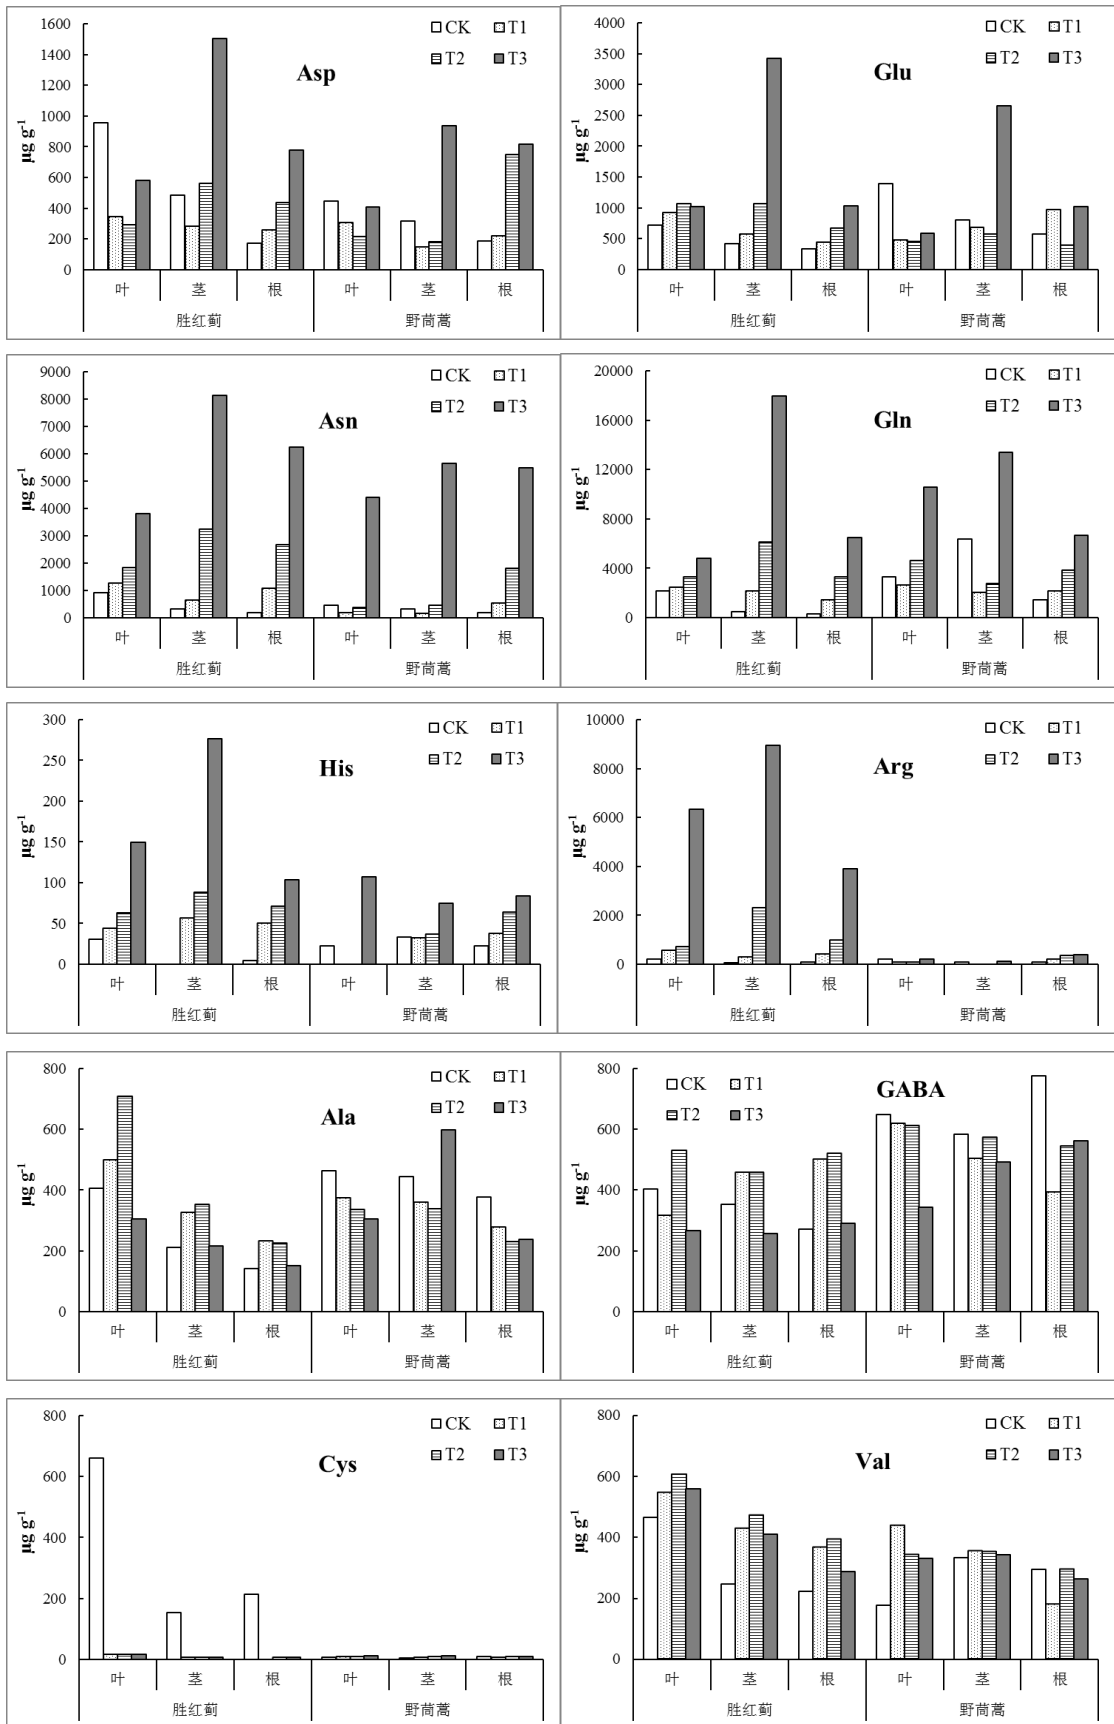 1600
1400
1200
1000
800
600
400
200
0
µg g-1
Asp
CK T1
T2 T3
叶 茎 根 叶 茎 根
胜红蓟 野茼蒿
4000
3500
3000
2500
2000
1500
1000
500
0
µg g-1
Glu
CK T1
T2 T3
叶 茎 根 叶 茎 根
胜红蓟 野茼蒿
9000
8000
7000
6000
5000
4000
3000
2000
1000
0
µg g-1
Asn
CK T1
T2 T3
叶 茎 根 叶 茎 根
胜红蓟 野茼蒿
20000
16000
12000
8000
4000
0
µg g-1
Gln
CK T1
T2 T3
叶 茎 根 叶 茎 根
胜红蓟 野茼蒿
300
250
200
150
100
50
0
µg g-1
His
CK T1
T2 T3
叶 茎 根 叶 茎 根
胜红蓟 野茼蒿
10000
8000
6000
4000
2000
0
µg g-1
Arg
CK T1
T2 T3
叶 茎 根 叶 茎 根
胜红蓟 野茼蒿
800
600
400
200
0
µg g-1
Ala
CK T1
T2 T3
叶 茎 根 叶 茎 根
胜红蓟 野茼蒿
800
600
400
200
0
µg g-1
GABA
CK T1
T2 T3
叶 茎 根 叶 茎 根
胜红蓟 野茼蒿
800
600
400
200
0
µg g-1
Cys
CK T1
T2 T3
叶 茎 根 叶 茎 根
胜红蓟 野茼蒿
800
600
400
200
0
µg g-1
Val
CK T1
T2 T3
叶 茎 根 叶 茎 根
胜红蓟 野茼蒿